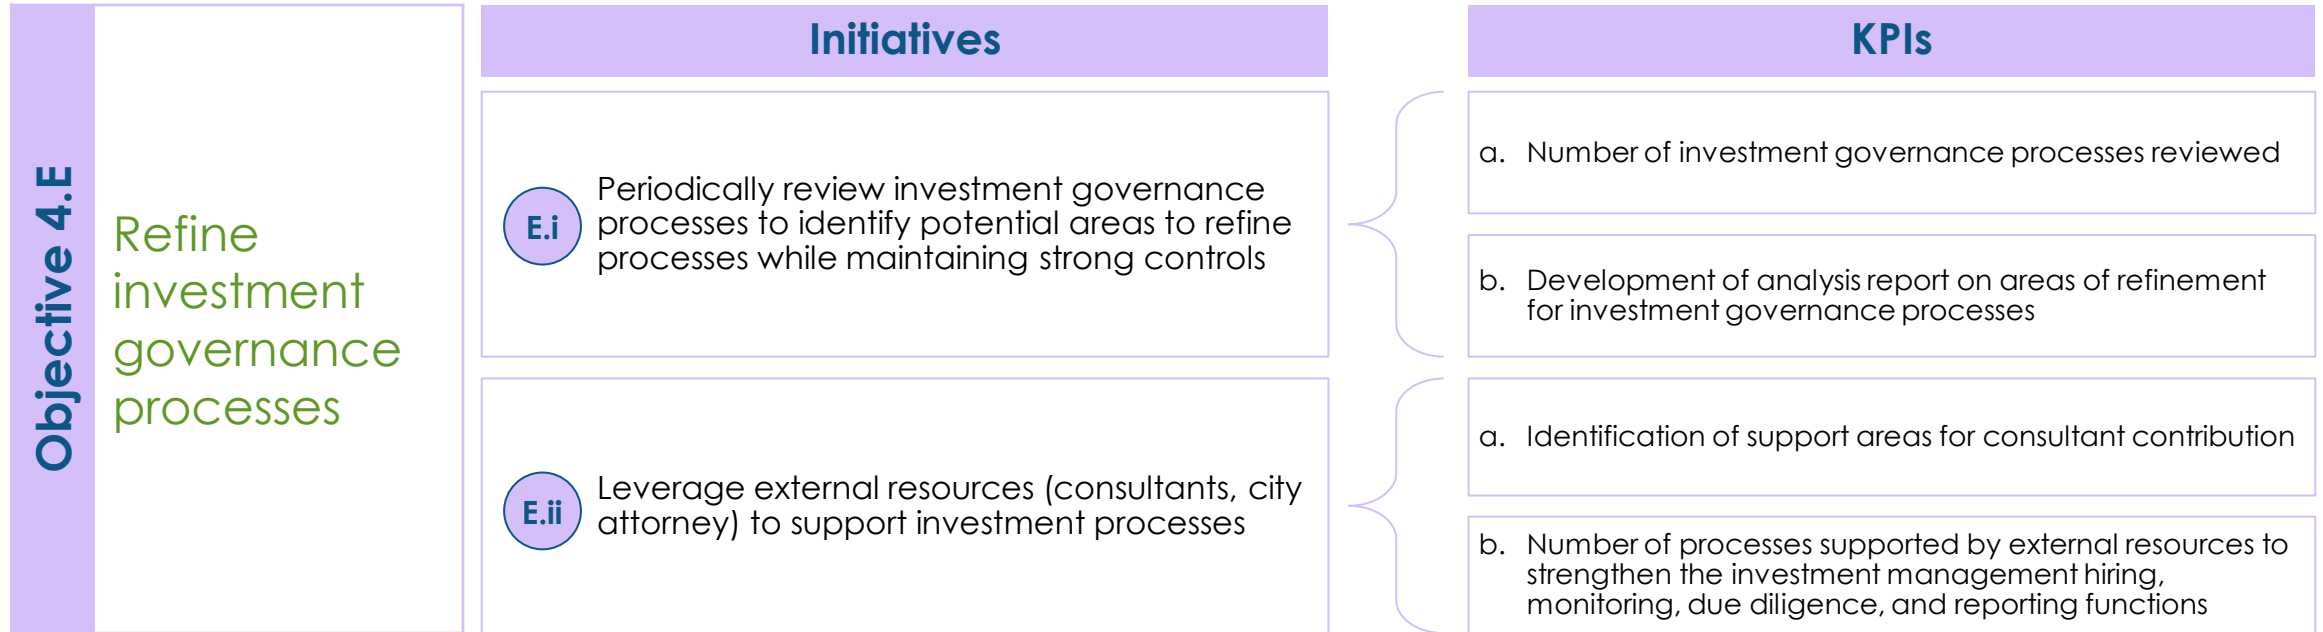 Objective 4.E
Refine
investment
governance
processes
Initiatives
KPIs
E.i
Periodically review investment governance
processes to identify potential areas to refine
processes while maintaining strong controls
a. Number of investment governance processes reviewed
b. Development of analysis report on areas of refinement
for investment governance processes
E.ii
Leverage external resources (consultants, city
attorney) to support investment processes
a. Identification of support areas for consultant contribution
b. Number of processes supported by external resources to
strengthen the investment management hiring,
monitoring, due diligence, and reporting functions